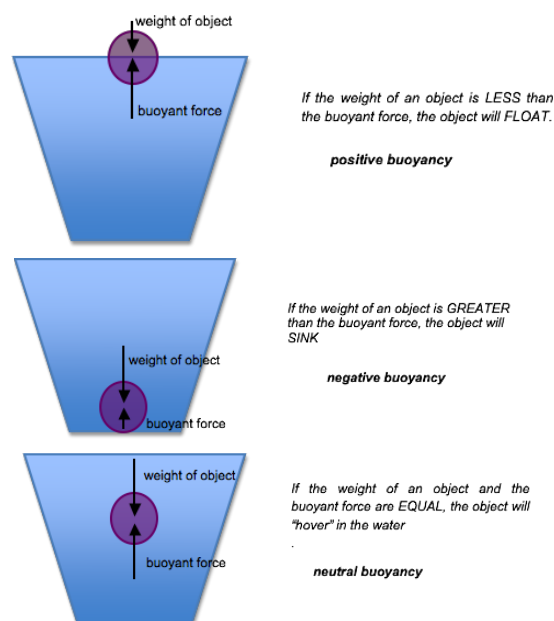 weight of object
buoyant force
If the weight of an object is LESS than
the buoyant force, the object will FLOAT.
positive buoyancy
weight of object
buoyant force
If the weight of an object is GREATER
than the buoyant force, the object will
SINK
negative buoyancy
weight of object
buoyant force
If the weight of an object and the
buoyant force are EQUAL, the object will
"hover" in the water
.
neutral buoyancy